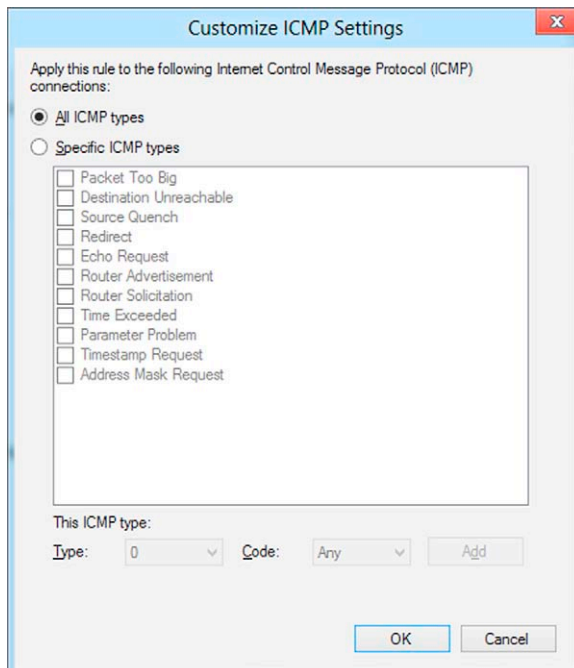 Customize ICMP Settings
Apply this rule to the following Internet Control Message Protocol (ICMP)
connections:
All ICMP types
Specific ICMP types
Packet Too Big
Destination Unreachable
Source Quench
Redirect
Echo Request
Router Advertisement
Router Solicitation
Time Exceeded
Parameter Problem
Timestamp Request
Address Mask Request
This ICMP type:
Type: 0 Code: Any Add
OK Cancel